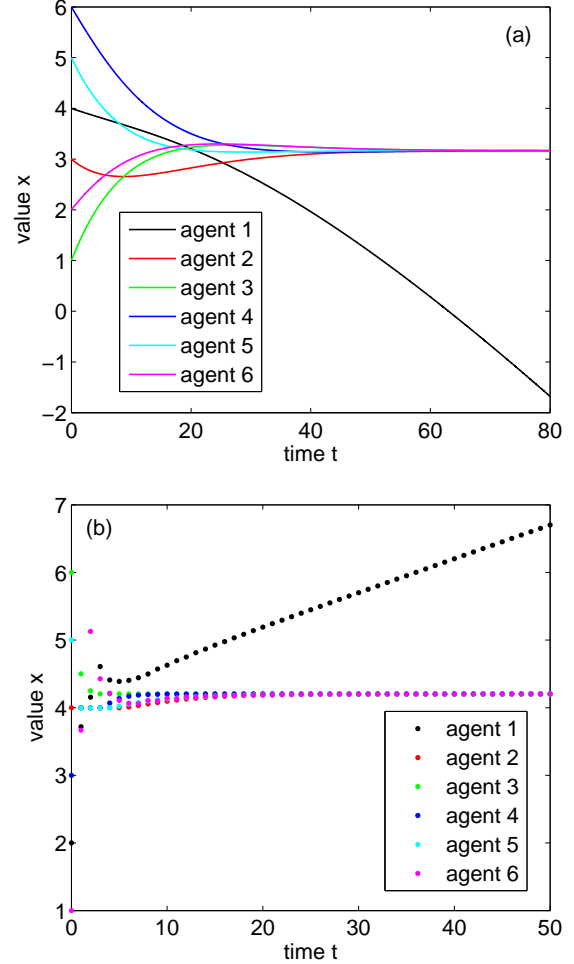 6
(a)
5
4
3
2
1
0
−1
−2
value x
agent 1
agent 2
agent 3
agent 4
agent 5
agent 6
0 20 40 60 80
time t
7
(b)
6
5
4
3
2
1
value x
agent 1
agent 2
agent 3
agent 4
agent 5
agent 6
0 10 20 30 40 50
time t